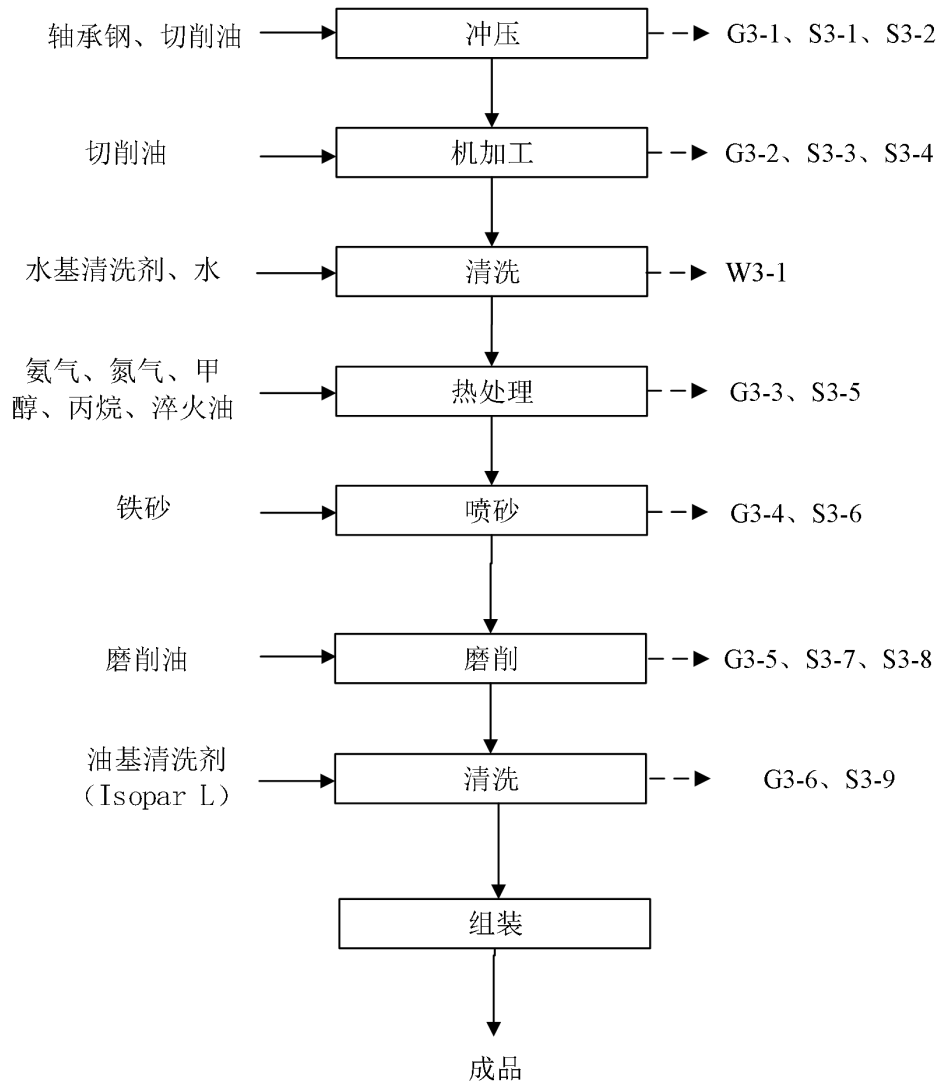 轴承钢、切削油
冲压
G3-1、S3-1、S3-2
切削油
机加工
G3-2、S3-3、S3-4
水基清洗剂、水
清洗
W3-1
氨气、氮气、甲
醇、丙烷、淬火油
热处理
G3-3、S3-5
铁砂
喷砂
G3-4、S3-6
磨削油
磨削
G3-5、S3-7、S3-8
油基清洗剂
（Isopar L）
清洗
G3-6、S3-9
组装
成品